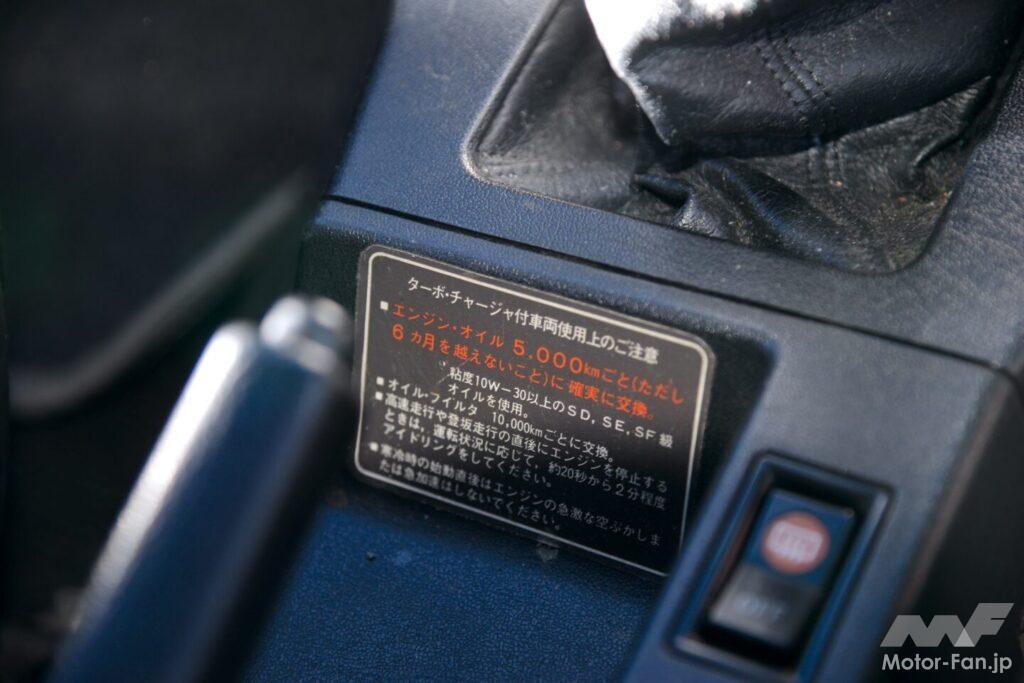 ターボ・チャージャ付車両使用上のご注意
■エンジン・オイル 5,000kmごと(ただし
6カ月を越えないこと)に確実に交換。
粘度10W-30以上のSD, SE, SF級
オイルを使用。
■オイル・フィルタ 10,000kmごとに交換。
■高速走行や登坂走行の直後にエンジンを停止する
ときは、運転状況に応じて、約20秒から2分程度
アイドリングをしてください。
■寒冷時の始動直後はエンジンの急激な空ぶかしま
たは急加速はしないでください。
MF
Motor-Fan.jp